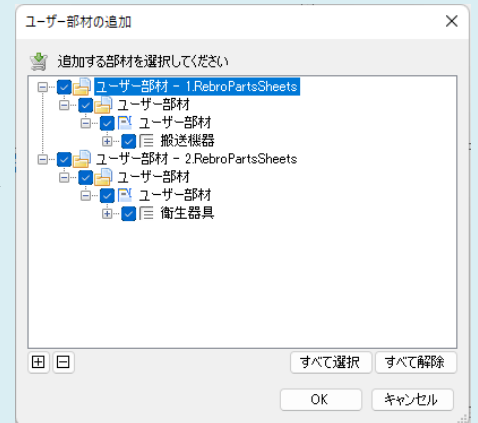 ユーザー部材の追加
追加する部材を選択してください
ユーザー部材 - 1.RebroPartsSheets
ユーザー部材
ユーザー部材
搬送機器
ユーザー部材 - 2.RebroPartsSheets
ユーザー部材
ユーザー部材
衛生器具
すべて選択 すべて解除
OK キャンセル